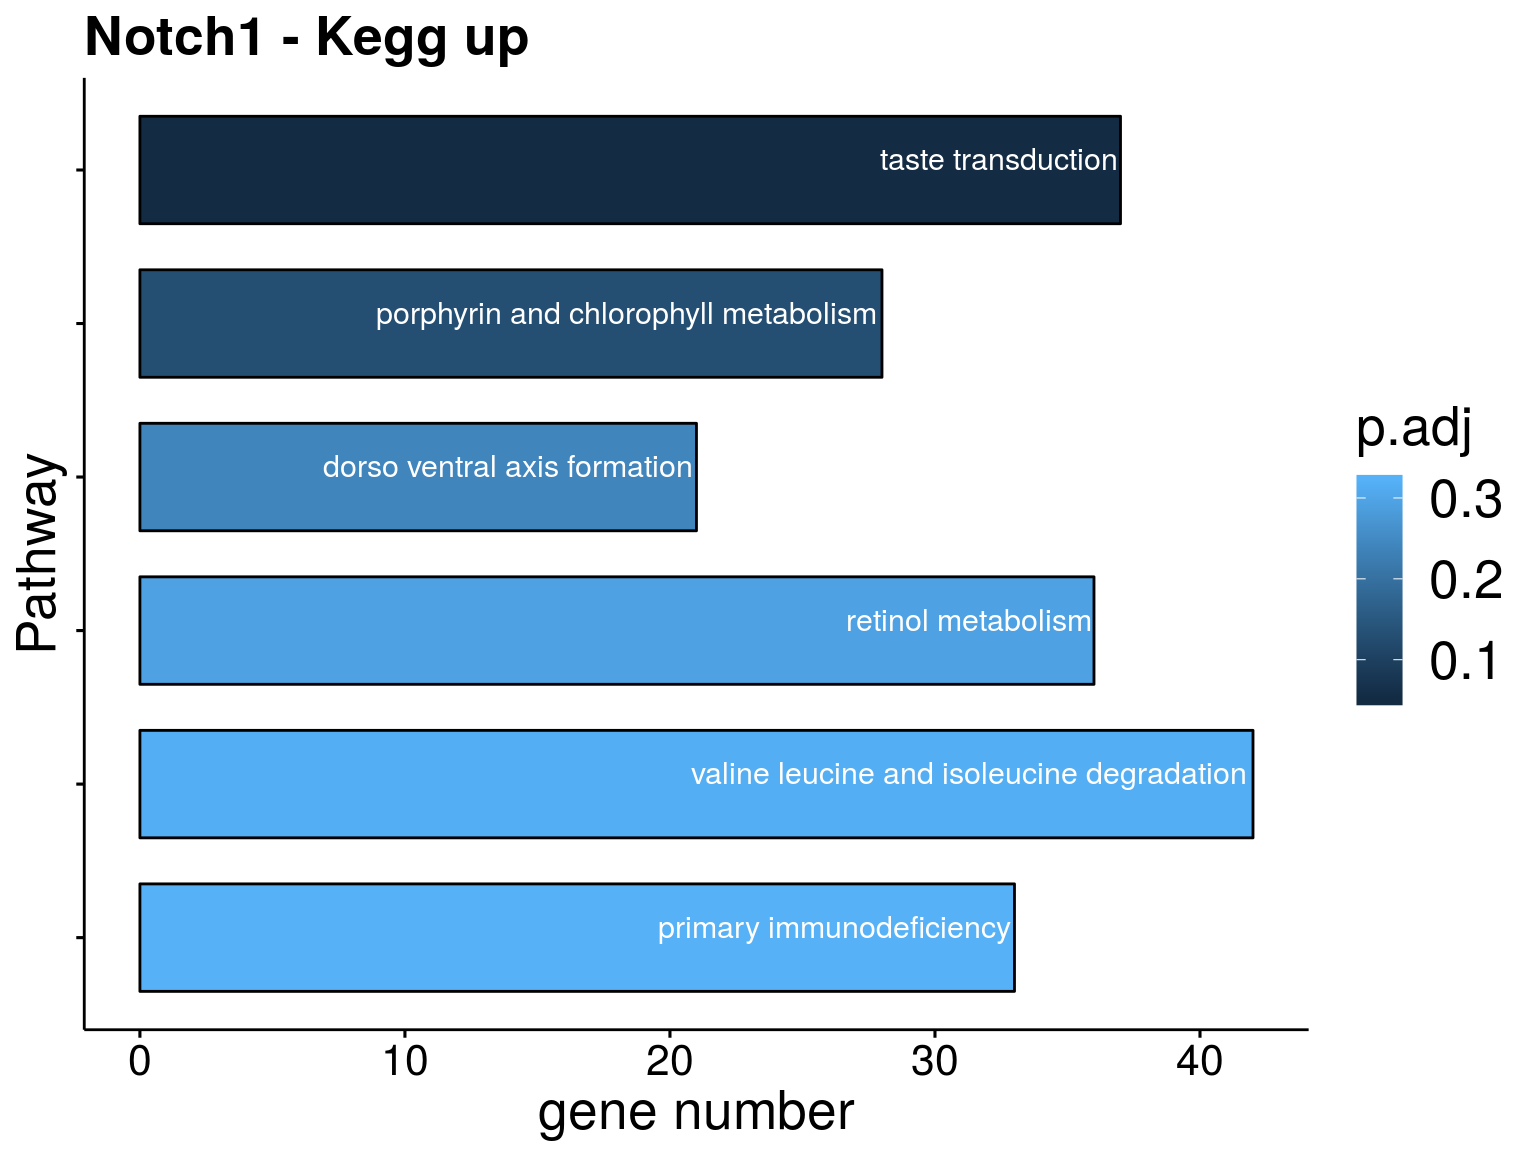 Notch1 - Kegg up
taste transduction
porphyrin and chlorophyll metabolism
dorso ventral axis formation
retinol metabolism
valine leucine and isoleucine degradation
primary immunodeficiency
Pathway
0 10 20 30 40
gene number
p.adj
0.3
0.2
0.1